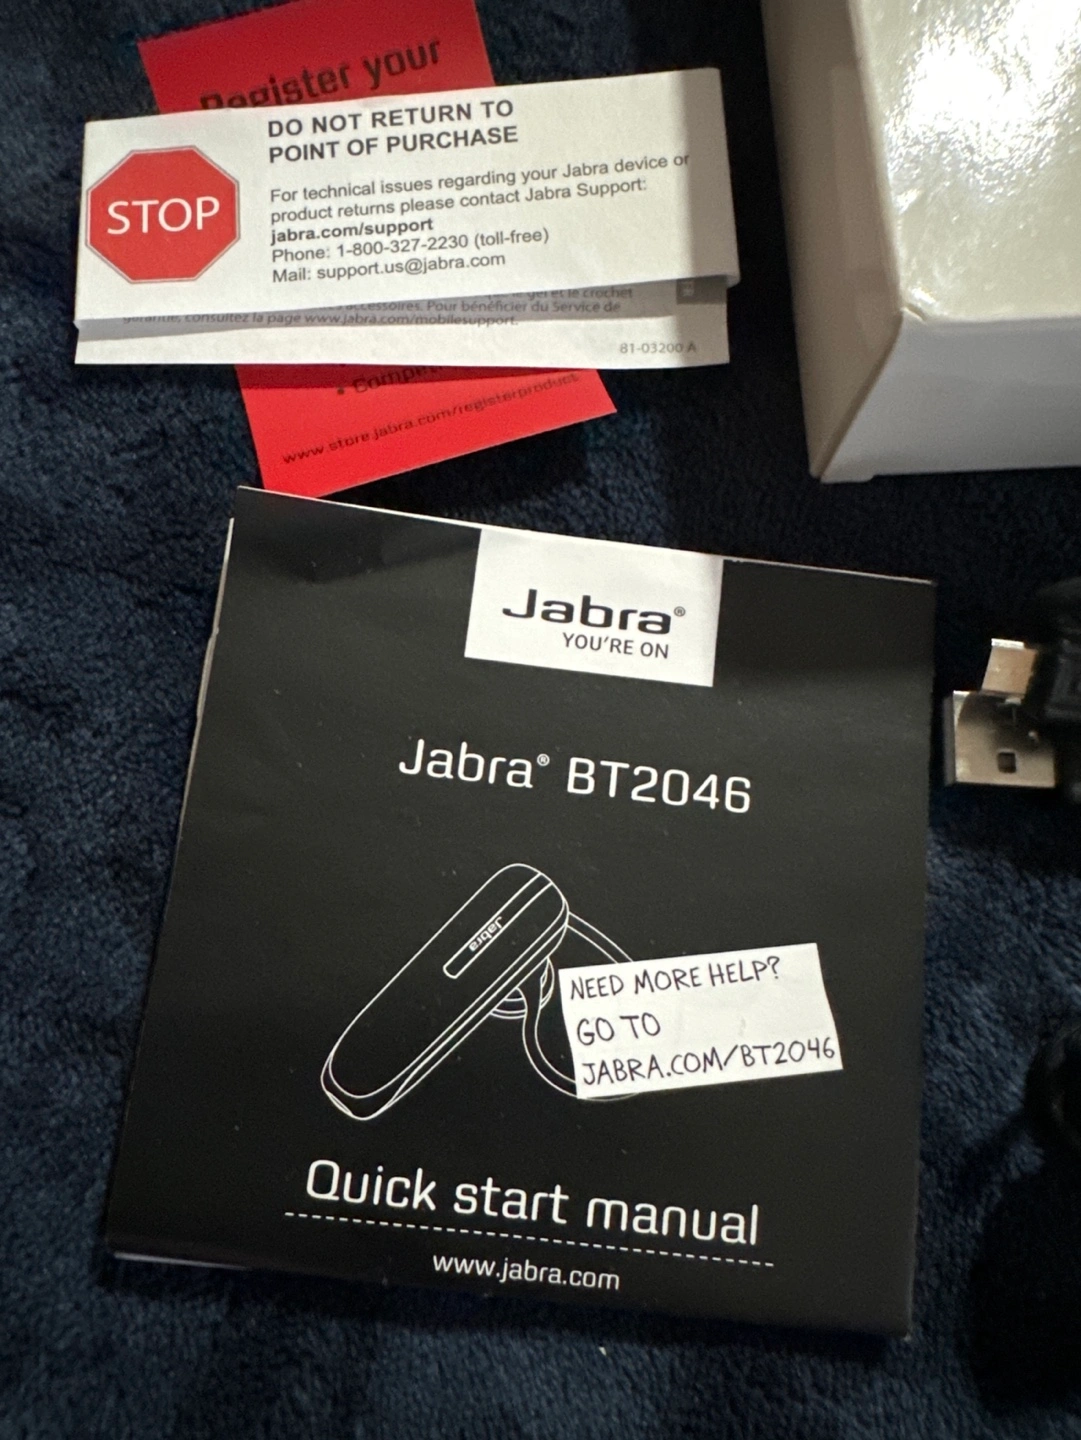 Register your
STOP
DO NOT RETURN TO
POINT OF PURCHASE
For technical issues regarding your Jabra device or
product returns please contact Jabra Support:
jabra.com/support
Phone: 1-800-327-2230 (toll-free)
Mail: support.us@jabra.com
gel et le crochet
accessoires. Pour bénéficier du Service de
garantie, consultez la page www.jabra.com/mobilesupport.
81-03200 A
www.store.jabra.com/registerproduct
Jabra®
YOU'RE ON
Jabra® BT2046
Jabra
NEED MORE HELP?
GO TO
JABRA.COM/BT2046
Quick start manual
www.jabra.com